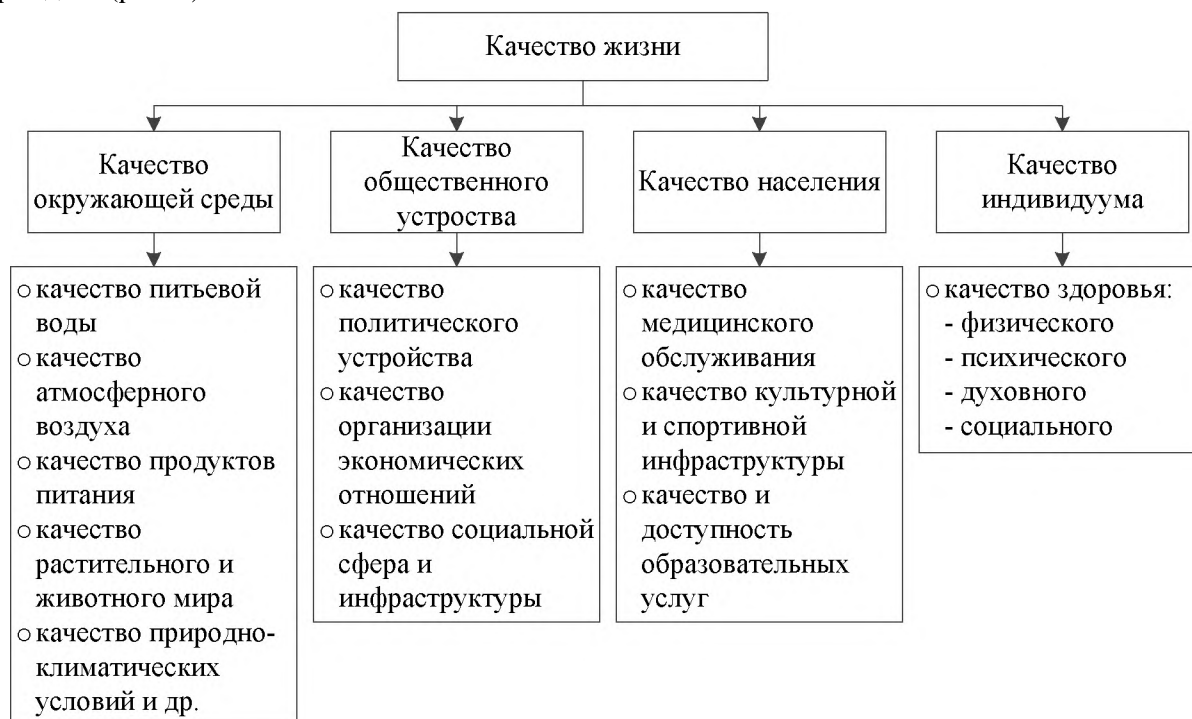 Качество жизни
Качество
окружающей среды
Качество
общественного
устроства
Качество населения
Качество
индивидуума
○ качество питьевой
воды
○ качество
атмосферного
воздуха
○ качество продуктов
питания
○ качество
растительного и
животного мира
○ качество природно-
климатических
условий и др.
○ качество
политического
устройства
○ качество
организации
экономических
отношений
○ качество социальной
сфера и
инфраструктуры
○ качество
медицинского
обслуживания
○ качество культурной
и спортивной
инфраструктуры
○ качество и
доступность
образовательных
услуг
○ качество здоровья:
- физического
- психического
- духовного
- социального